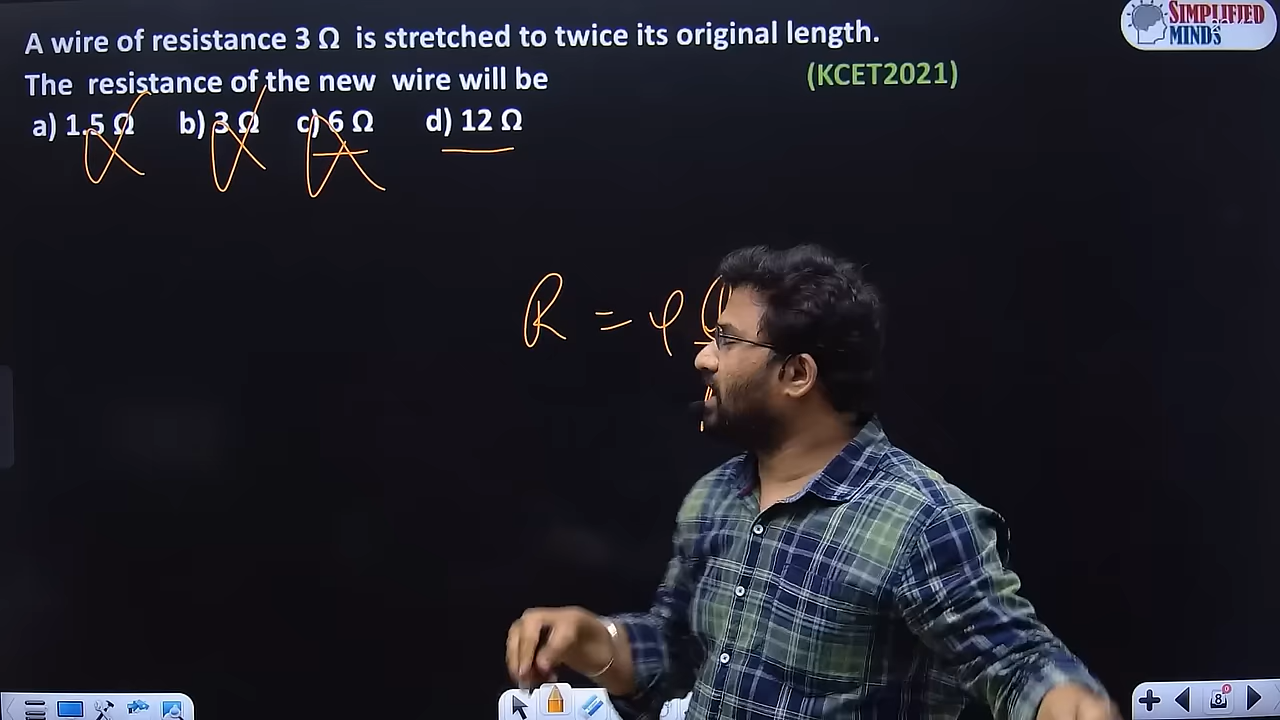 A wire of resistance 3 Ω is stretched to twice its original length.
The resistance of the new wire will be
(KCET2021)
a) 1.5 Ω b) 3 Ω c) 6 Ω d) 12 Ω
R = ρ
SIMPLIFIED
MINDS
8